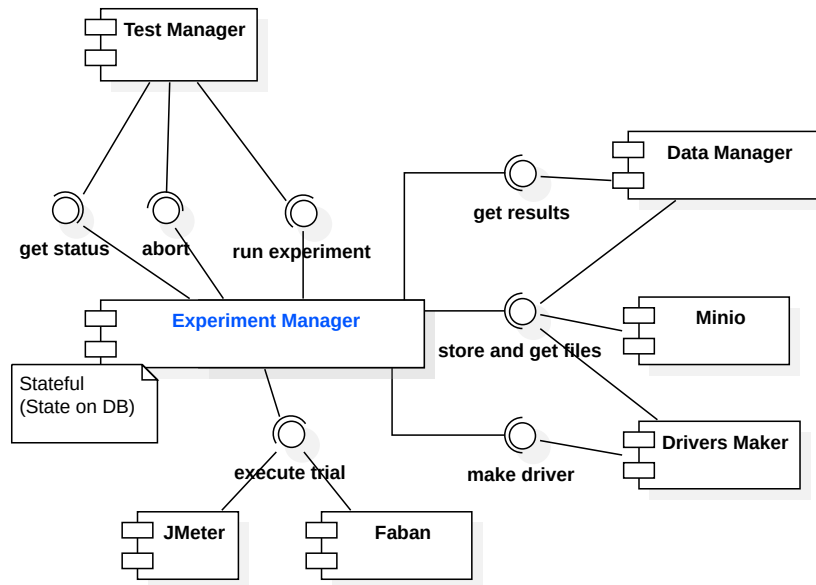 Test Manager
Data Manager
get results
get status
abort
run experiment
Experiment Manager
Minio
store and get files
Stateful
(State on DB)
Drivers Maker
execute trial
make driver
JMeter
Faban